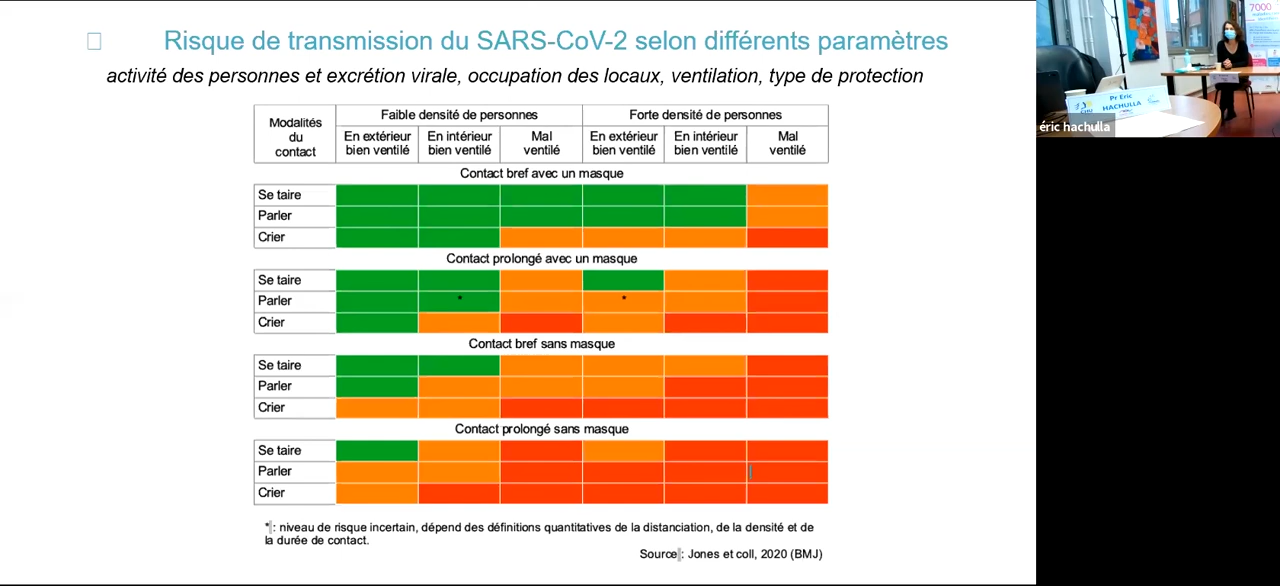 Risque de transmission du SARS-CoV-2 selon différents paramètres
activité des personnes et excrétion virale, occupation des locaux, ventilation, type de protection
Modalités du contact
Faible densité de personnes
Forte densité de personnes
En extérieur bien ventilé
En intérieur bien ventilé
Mal ventilé
En extérieur bien ventilé
En intérieur bien ventilé
Mal ventilé
Contact bref avec un masque
Se taire
Parler
Crier
Contact prolongé avec un masque
Se taire
Parler * *
Crier
Contact bref sans masque
Se taire
Parler
Crier
Contact prolongé sans masque
Se taire
Parler
Crier
* : niveau de risque incertain, dépend des définitions quantitatives de la distanciation, de la densité et de
la durée de contact.
Source : Jones et coll, 2020 (BMJ)
7000
Pr Eric
HACHULLA
éric hachulla